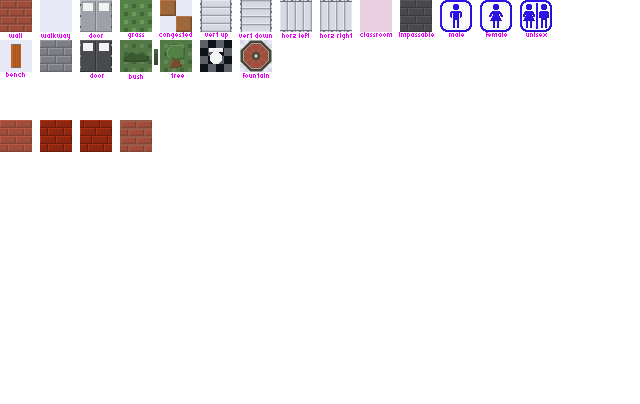 wall walkway door grass congested vert up vert down horz left horz right classroom impassable male female unisex
bench door bush tree fountain